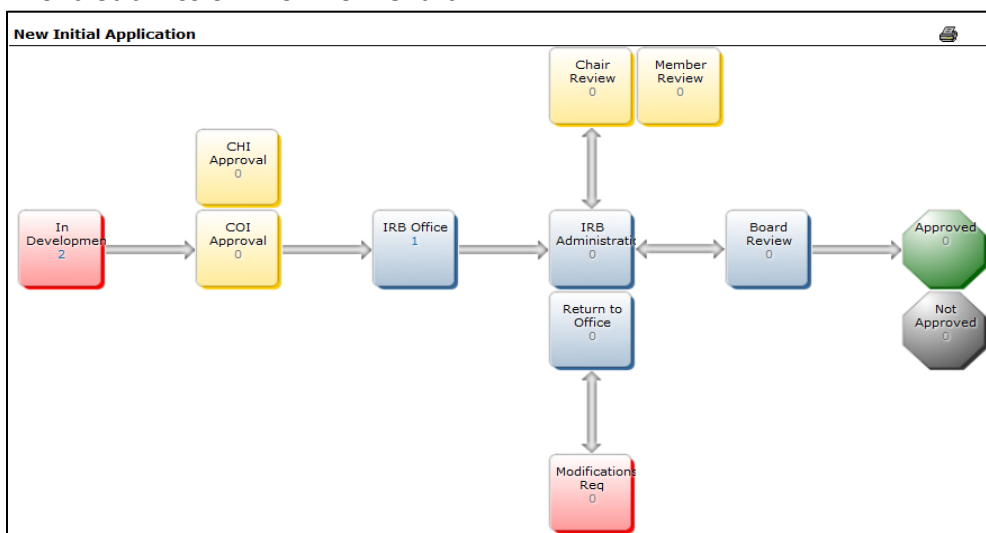 New Initial Application
Chair
Review
0
Member
Review
0
CHI
Approval
0
In
Developmen
2
COI
Approval
0
IRB Office
1
IRB
Administratio
0
Board
Review
0
Approved
0
Return to
Office
0
Not
Approved
0
Modifications
Req
0